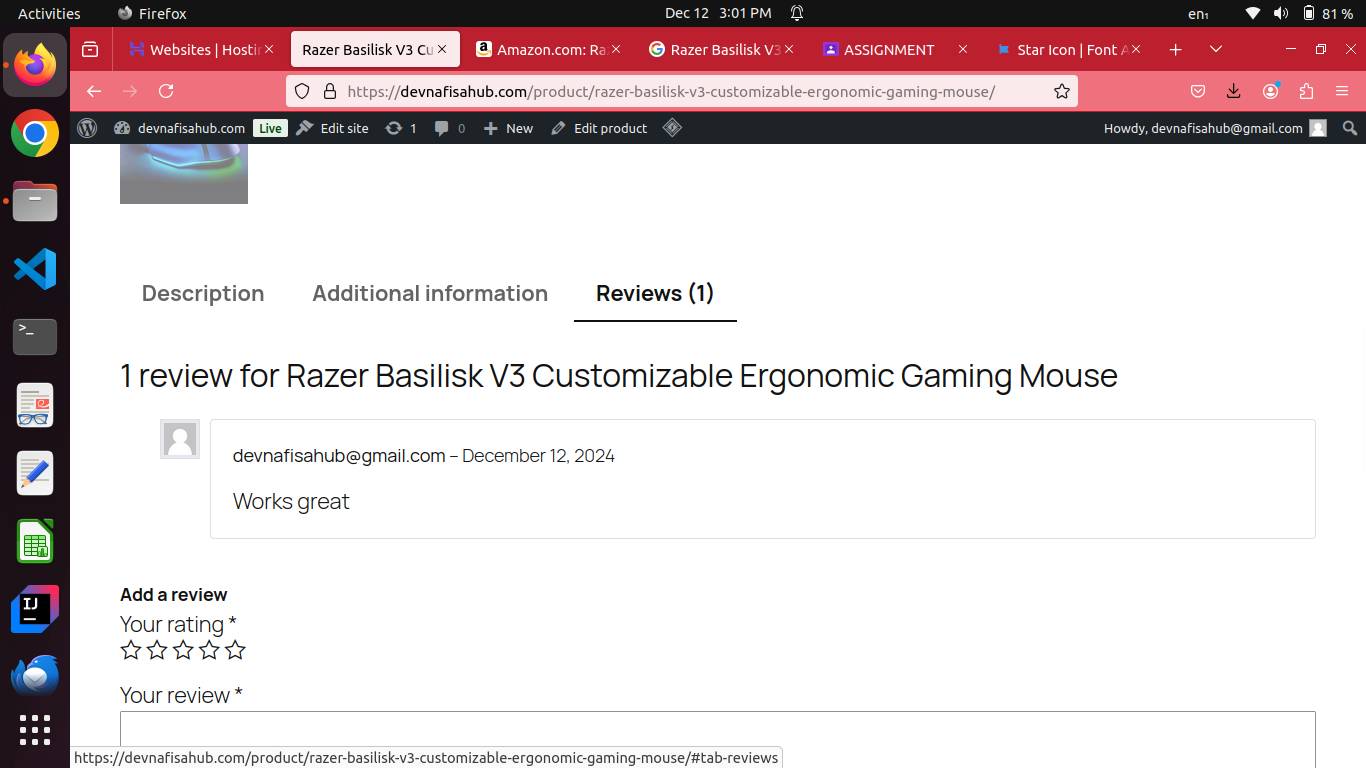 Activities Firefox Dec 12 3:01 PM en₁ 81 %
Websites | Hostin Razer Basilisk V3 Cu Amazon.com: Ra Razer Basilisk V3 ASSIGNMENT Star Icon | Font A
https://devnafisahub.com/product/razer-basilisk-v3-customizable-ergonomic-gaming-mouse/
devnafisahub.com Live Edit site 1 0 New Edit product Howdy, devnafisahub@gmail.com
Description Additional information Reviews (1)
1 review for Razer Basilisk V3 Customizable Ergonomic Gaming Mouse
devnafisahub@gmail.com – December 12, 2024
Works great
Add a review
Your rating *
Your review *
https://devnafisahub.com/product/razer-basilisk-v3-customizable-ergonomic-gaming-mouse/#tab-reviews